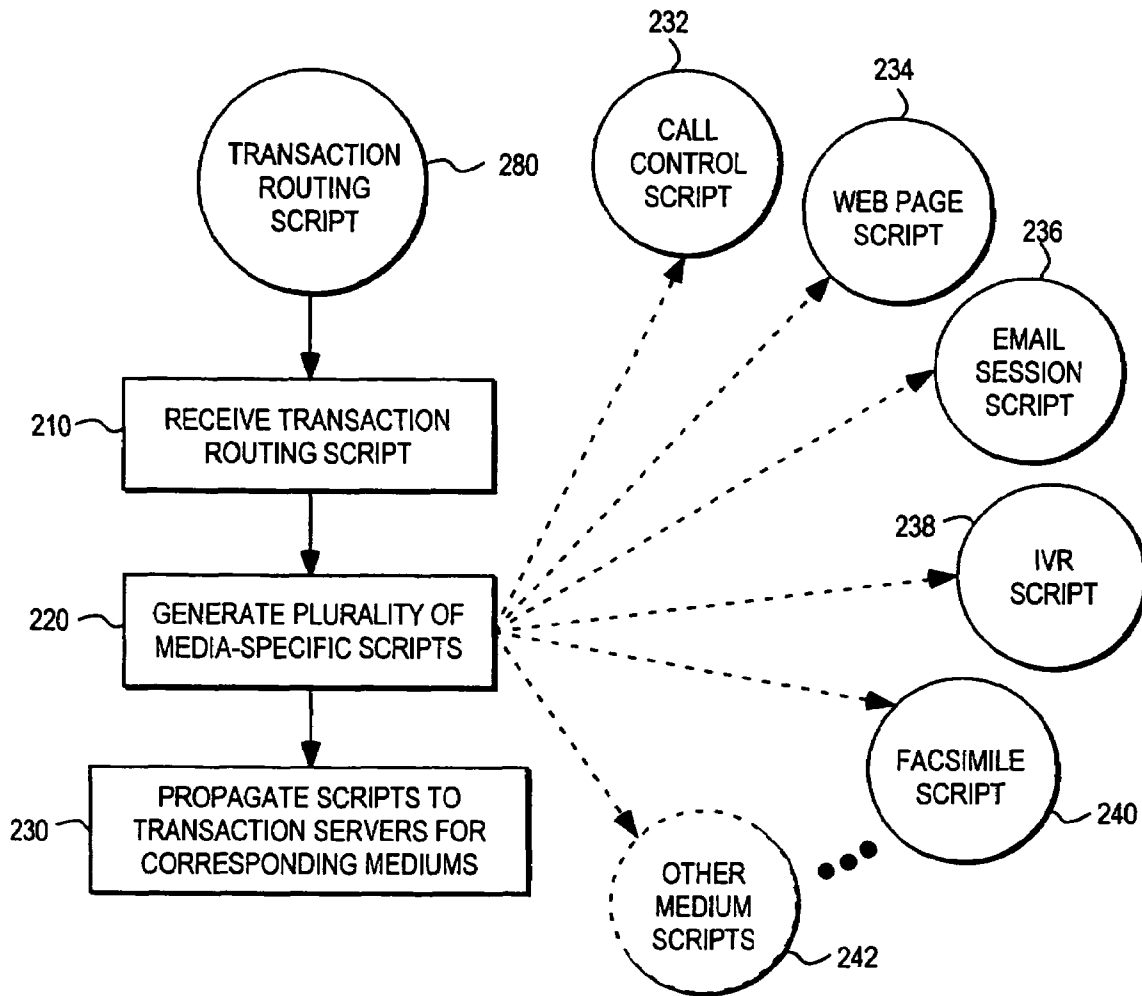 TRANSACTION
ROUTING
SCRIPT
280
210
RECEIVE TRANSACTION
ROUTING SCRIPT
220
GENERATE PLURALITY OF
MEDIA-SPECIFIC SCRIPTS
230
PROPAGATE SCRIPTS TO
TRANSACTION SERVERS FOR
CORRESPONDING MEDIUMS
232
CALL
CONTROL
SCRIPT
234
WEB PAGE
SCRIPT
236
EMAIL
SESSION
SCRIPT
238
IVR
SCRIPT
FACSIMILE
SCRIPT
240
OTHER
MEDIUM
SCRIPTS
242